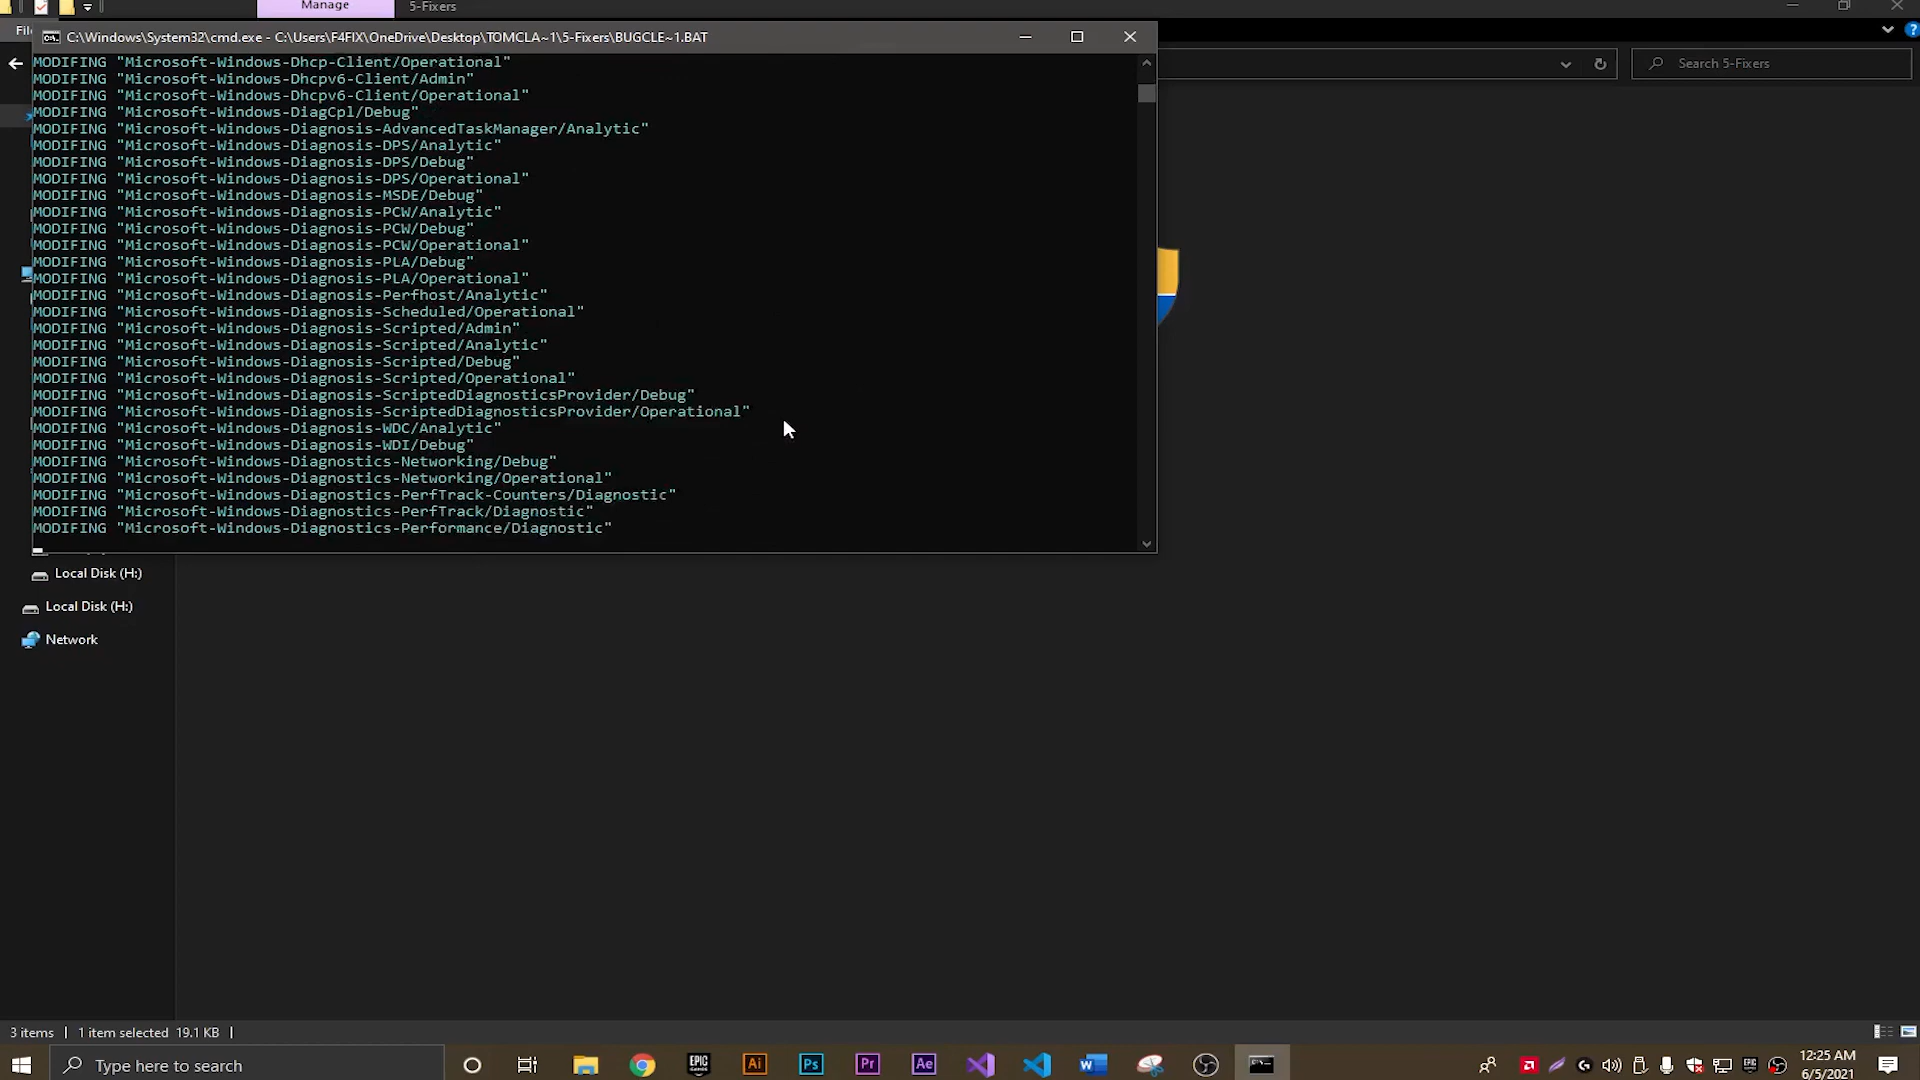 Manage
5-Fixers
C:\Windows\System32\cmd.exe - C:\Users\F4FIX\OneDrive\Desktop\TOMCLA~1\5-Fixers\BUGCLE~1.BAT
Search 5-Fixers
MODIFING "Microsoft-Windows-Dhcp-Client/Operational"
MODIFING "Microsoft-Windows-Dhcpv6-Client/Admin"
MODIFING "Microsoft-Windows-Dhcpv6-Client/Operational"
MODIFING "Microsoft-Windows-DiagCpl/Debug"
MODIFING "Microsoft-Windows-Diagnosis-AdvancedTaskManager/Analytic"
MODIFING "Microsoft-Windows-Diagnosis-DPS/Analytic"
MODIFING "Microsoft-Windows-Diagnosis-DPS/Debug"
MODIFING "Microsoft-Windows-Diagnosis-DPS/Operational"
MODIFING "Microsoft-Windows-Diagnosis-MSDE/Debug"
MODIFING "Microsoft-Windows-Diagnosis-PCW/Analytic"
MODIFING "Microsoft-Windows-Diagnosis-PCW/Debug"
MODIFING "Microsoft-Windows-Diagnosis-PCW/Operational"
MODIFING "Microsoft-Windows-Diagnosis-PLA/Debug"
MODIFING "Microsoft-Windows-Diagnosis-PLA/Operational"
MODIFING "Microsoft-Windows-Diagnosis-Perfhost/Analytic"
MODIFING "Microsoft-Windows-Diagnosis-Scheduled/Operational"
MODIFING "Microsoft-Windows-Diagnosis-Scripted/Admin"
MODIFING "Microsoft-Windows-Diagnosis-Scripted/Analytic"
MODIFING "Microsoft-Windows-Diagnosis-Scripted/Debug"
MODIFING "Microsoft-Windows-Diagnosis-Scripted/Operational"
MODIFING "Microsoft-Windows-Diagnosis-ScriptedDiagnosticsProvider/Debug"
MODIFING "Microsoft-Windows-Diagnosis-ScriptedDiagnosticsProvider/Operational"
MODIFING "Microsoft-Windows-Diagnosis-WDC/Analytic"
MODIFING "Microsoft-Windows-Diagnosis-WDI/Debug"
MODIFING "Microsoft-Windows-Diagnostics-Networking/Debug"
MODIFING "Microsoft-Windows-Diagnostics-Networking/Operational"
MODIFING "Microsoft-Windows-Diagnostics-PerfTrack-Counters/Diagnostic"
MODIFING "Microsoft-Windows-Diagnostics-PerfTrack/Diagnostic"
MODIFING "Microsoft-Windows-Diagnostics-Performance/Diagnostic"
Local Disk (H:)
Local Disk (H:)
Network
3 items | 1 item selected 19.1 KB |
Type here to search
EPIC GAMES
Ai
Ps
Pr
Ae
12:25 AM
6/5/2021